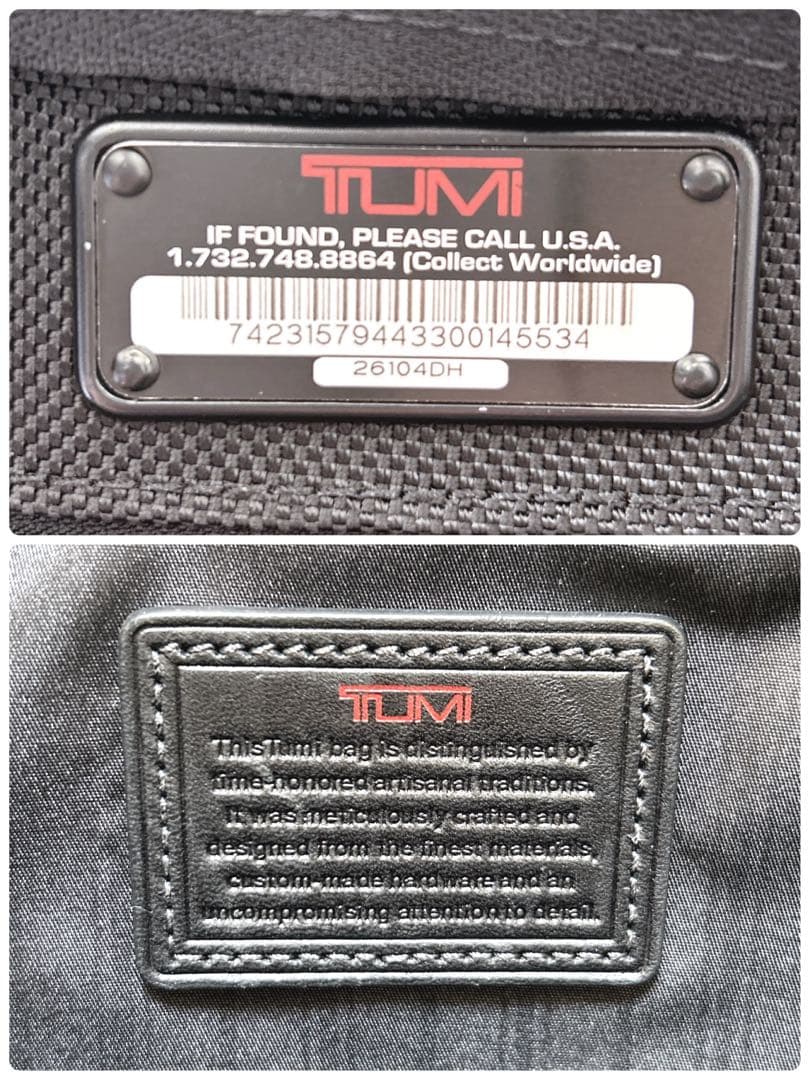 TUMI
IF FOUND, PLEASE CALL U.S.A.
1.732.748.8864 (Collect Worldwide)
74231579443300145534
26104DH
TUMI
This Tumi bag is distinguished by
time-honored artisanal traditions.
It was meticulously crafted and
designed from the finest materials,
custom-made hardware and an
uncompromising attention to detail.